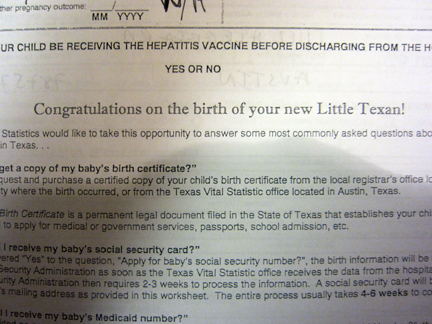 ther pregnancy outcome: __/____
MM YYYY
UR CHILD BE RECEIVING THE HEPATITIS VACCINE BEFORE DISCHARGING FROM THE H
YES OR NO
Congratulations on the birth of your new Little Texan!
Statistics would like to take this opportunity to answer some most commonly asked questions abo
in Texas. . .
get a copy of my baby's birth certificate?"
quest and purchase a certified copy of your child's birth certificate from the local registrar's office lo
ty where the birth occurred, or from the Texas Vital Statistic office located in Austin, Texas.
Birth Certificate is a permanent legal document filed in the State of Texas that establishes your chil
to apply for medical or government services, passports, school admission, etc.
I receive my baby's social security card?"
ered "Yes" to the question, "Apply for baby's social security number", the birth information will be
Security Administration as soon as the Texas Vital Statistic office receives the data from the hospita
urity Administration then requires 2-3 weeks to process the information. A social security card will b
's mailing address as provided in this worksheet. The entire process usually takes 4-6 weeks to co
I receive my baby's Medicaid number?"